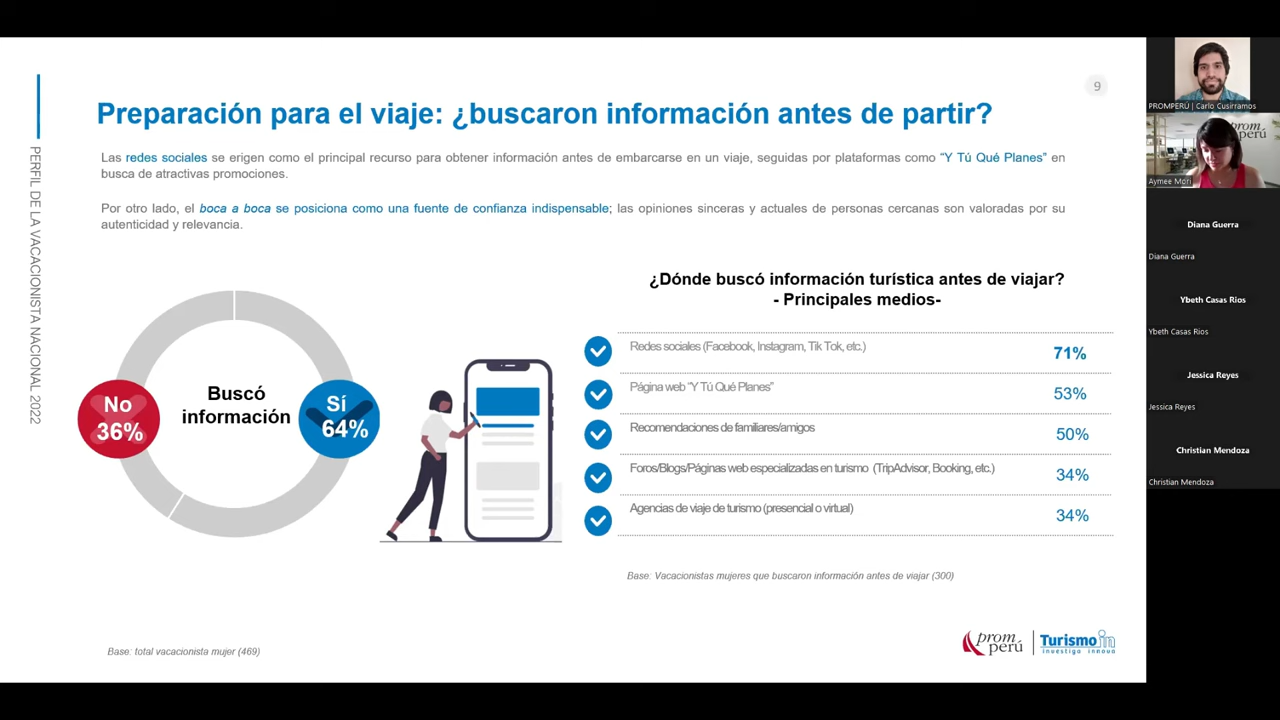 9
Preparación para el viaje: ¿buscaron información antes de partir?
Las redes sociales se erigen como el principal recurso para obtener información antes de embarcarse en un viaje, seguidas por plataformas como “Y Tú Qué Planes” en
busca de atractivas promociones.
Por otro lado, el boca a boca se posiciona como una fuente de confianza indispensable; las opiniones sinceras y actuales de personas cercanas son valoradas por su
autenticidad y relevancia.
PERFIL DE LA VACACIONISTA NACIONAL 2022
Buscó
información
No
36%
Sí
64%
¿Dónde buscó información turística antes de viajar?
- Principales medios-
Redes sociales (Facebook, Instagram, Tik Tok, etc.) 71%
Página web “Y Tú Qué Planes” 53%
Recomendaciones de familiares/amigos 50%
Foros/Blogs/Páginas web especializadas en turismo (TripAdvisor, Booking, etc.) 34%
Agencias de viaje de turismo (presencial o virtual) 34%
Base: Vacacionistas mujeres que buscaron información antes de viajar (300)
Base: total vacacionista mujer (469)
prom
perú
Turismo in
investiga innova
PROMPERÚ | Carlo Cusirramos
prom
perú
Aymee Mori
Diana Guerra
Diana Guerra
Ybeth Casas Rios
Ybeth Casas Rios
Jessica Reyes
Jessica Reyes
Christian Mendoza
Christian Mendoza